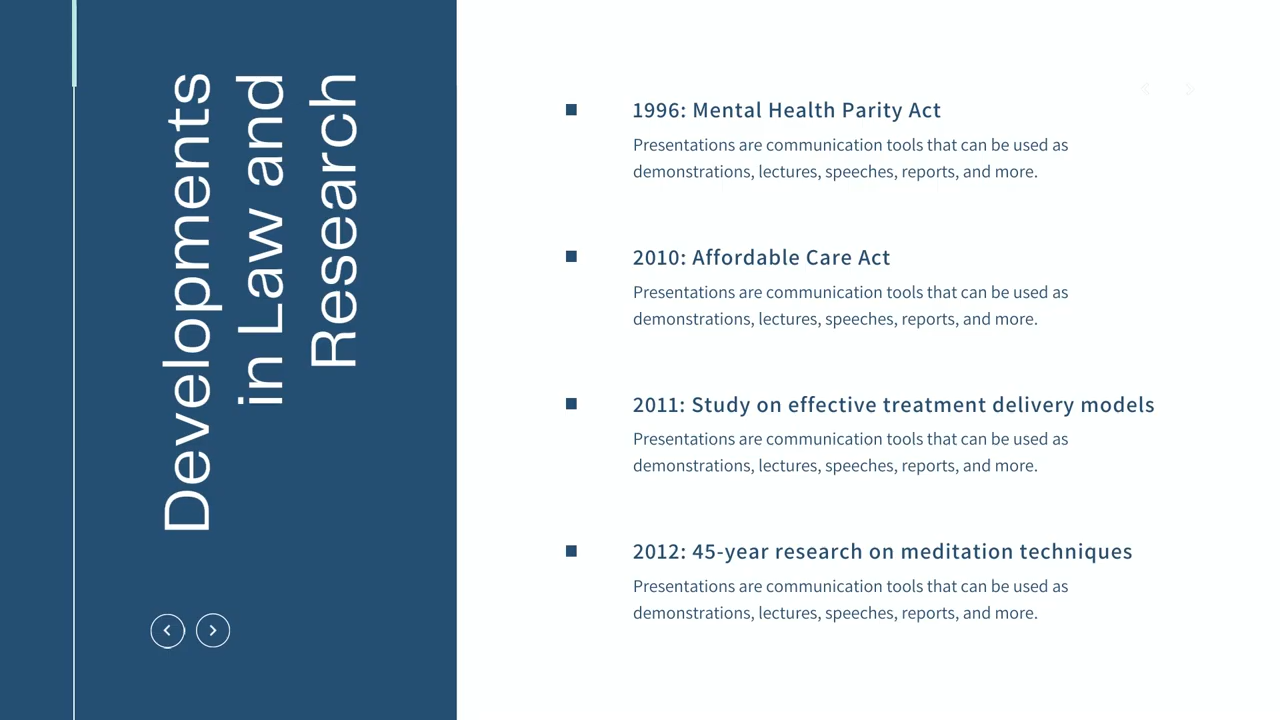 Developments
in Law and
Research
1996: Mental Health Parity Act
Presentations are communication tools that can be used as
demonstrations, lectures, speeches, reports, and more.
2010: Affordable Care Act
Presentations are communication tools that can be used as
demonstrations, lectures, speeches, reports, and more.
2011: Study on effective treatment delivery models
Presentations are communication tools that can be used as
demonstrations, lectures, speeches, reports, and more.
2012: 45-year research on meditation techniques
Presentations are communication tools that can be used as
demonstrations, lectures, speeches, reports, and more.